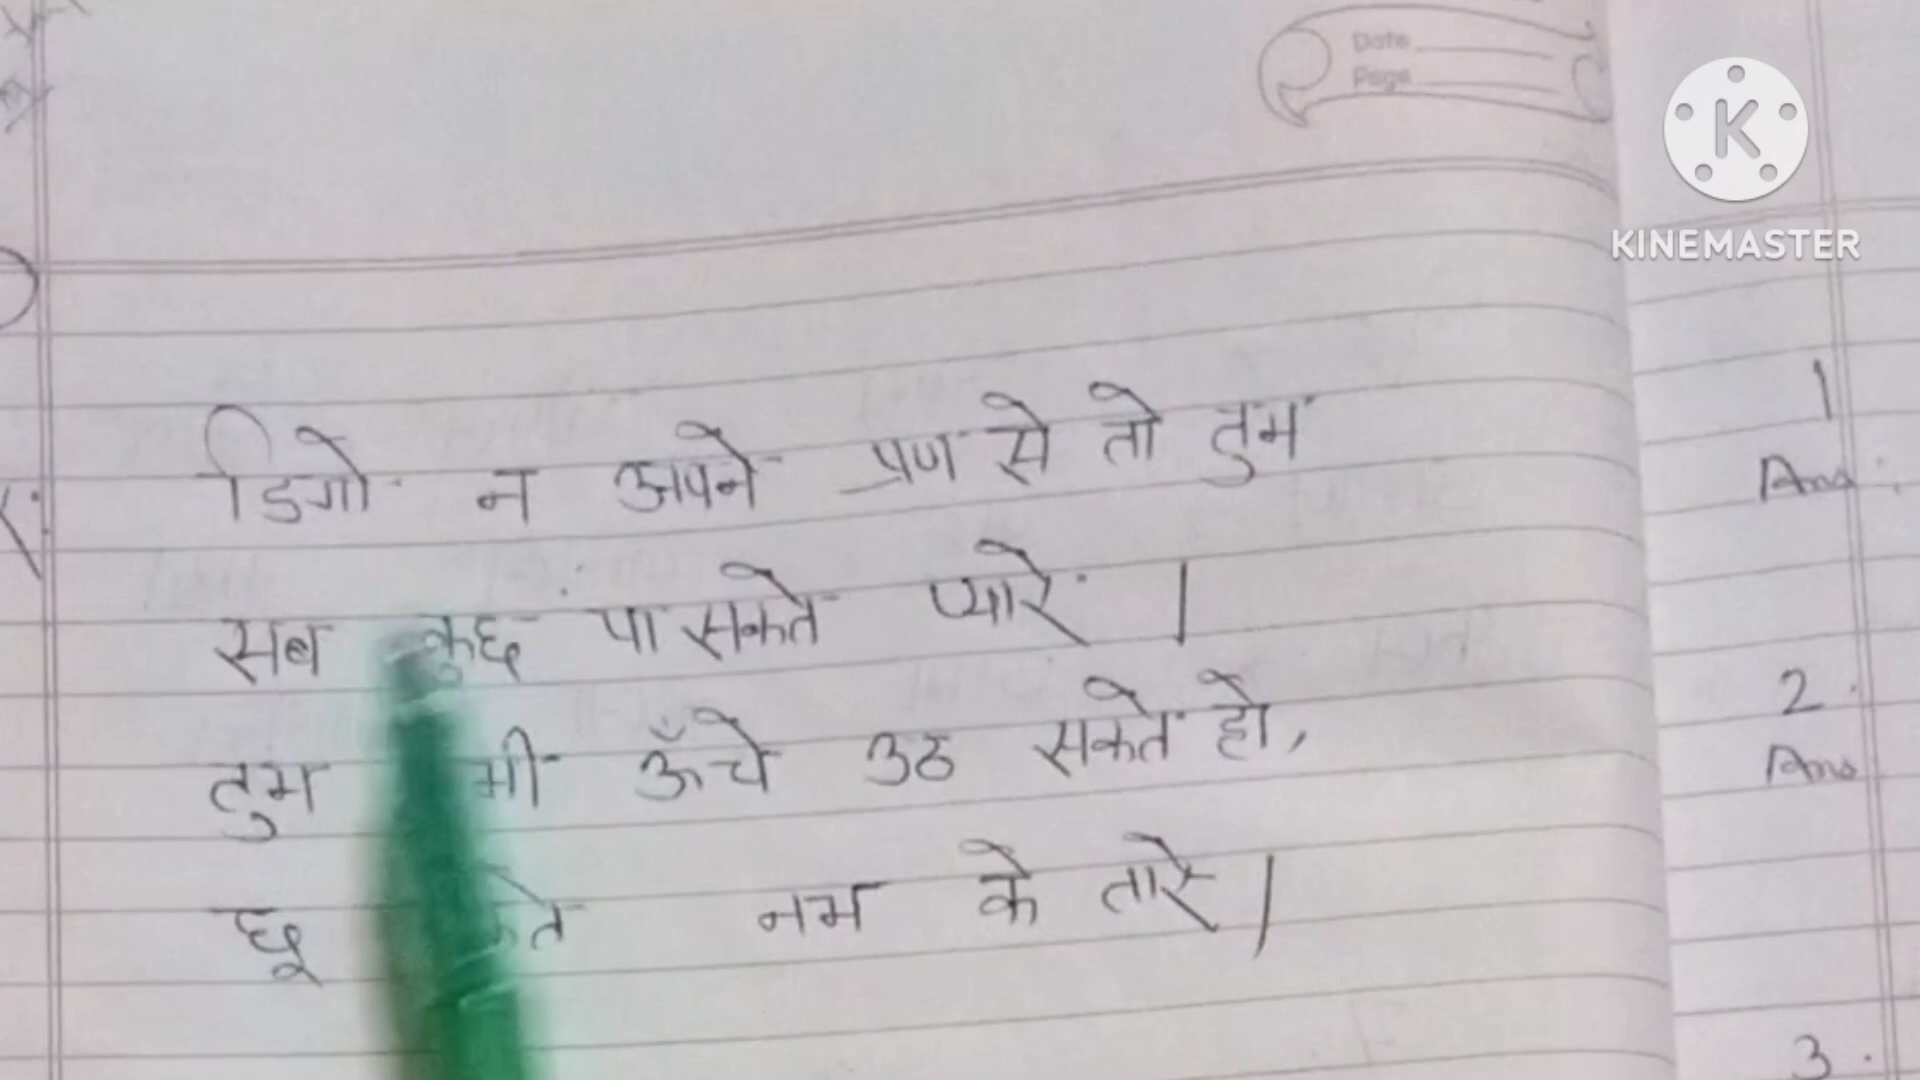 Date
Page
K
KINEMASTER
डिगो न अपने प्रण से तो तुम
सब कुछ पा सकते प्यारे ।
तुम भी ऊँचे उठ सकते हो,
छू नभ के तारे ।
1
Ans :
2.
Ans
3.